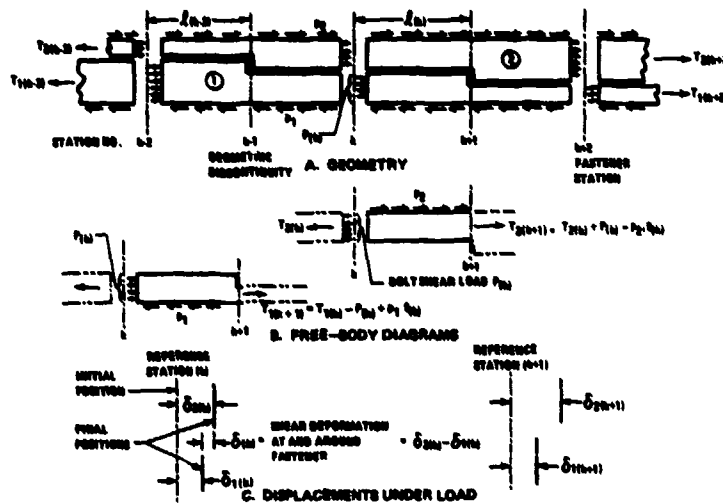 ℓ(k-2) p2 ℓ(k)
T2(k-2) T2(k+2)
T1(k-2) T1(k+2)
① ②
p1 P(k)
STATION NO. k-2 k-1 k k+1 k+2
GEOMETRIC DISCONTINUITY
FASTENER STATION
A. GEOMETRY
p2
T2(k) T2(k+1) = T2(k) + P(k) - p2 ℓ(k)
k k+1
BOLT SHEAR LOAD P(k)
P(k)
k k+1
p1
T1(k+1) = T1(k) - P(k) + p1 ℓ(k)
B. FREE-BODY DIAGRAMS
REFERENCE STATION (k)
REFERENCE STATION (k+1)
INITIAL POSITION
δ2(k) δ2(k+1)
FINAL POSITIONS
δ(k) = SHEAR DEFORMATION AT AND AROUND FASTENER = δ2(k) - δ1(k)
δ1(k) δ1(k+1)
C. DISPLACEMENTS UNDER LOAD